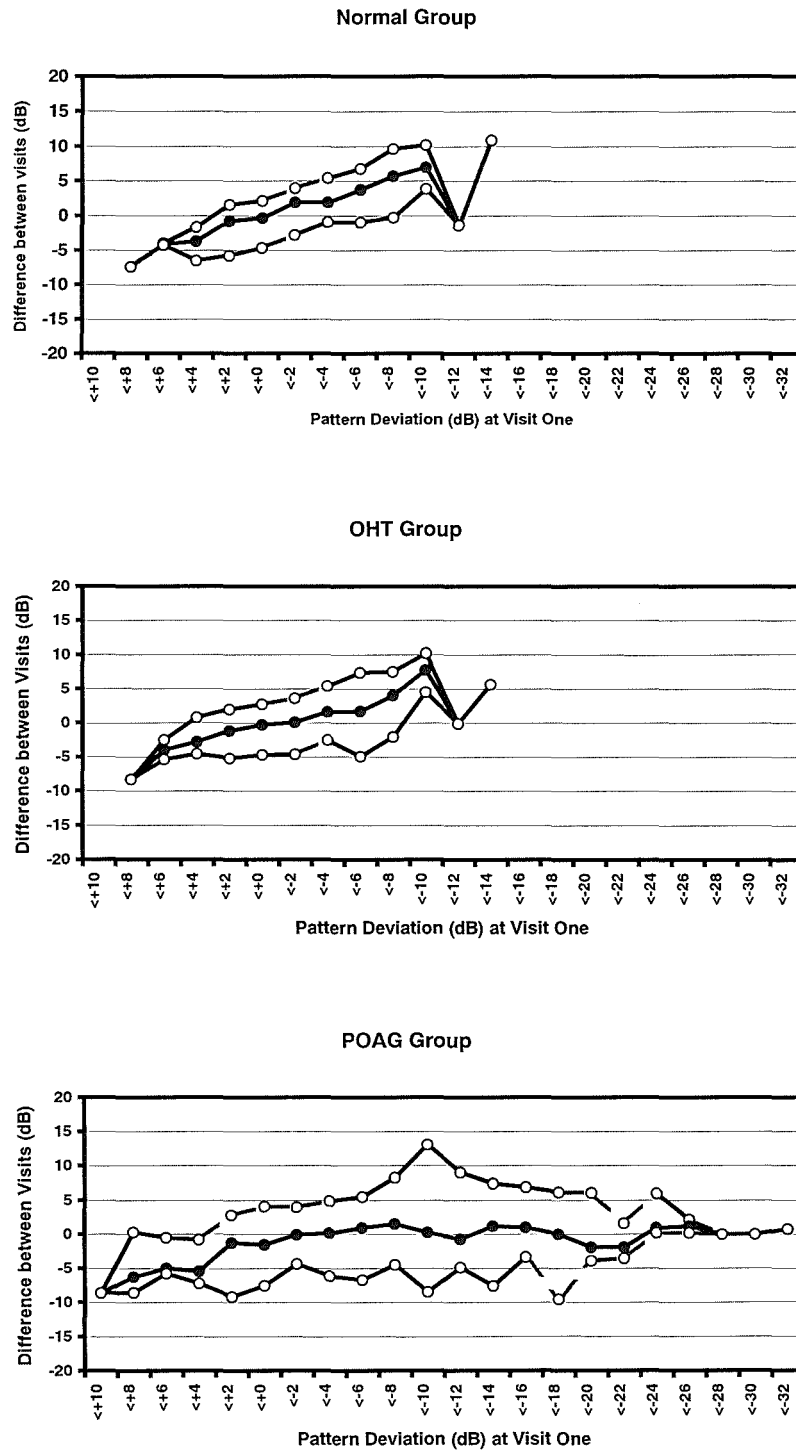 Normal Group
Difference between visits (dB)
20
15
10
5
0
-5
-10
-15
-20
<+10 <+8 <+6 <+4 <+2 <+0 <-2 <-4 <-6 <-8 <-10 <-12 <-14 <-16 <-18 <-20 <-22 <-24 <-26 <-28 <-30 <-32
Pattern Deviation (dB) at Visit One
OHT Group
Difference between Visits (dB)
20
15
10
5
0
-5
-10
-15
-20
<+10 <+8 <+6 <+4 <+2 <+0 <-2 <-4 <-6 <-8 <-10 <-12 <-14 <-16 <-18 <-20 <-22 <-24 <-26 <-28 <-30 <-32
Pattern Deviation (dB) at Visit One
POAG Group
Difference between Visits (dB)
20
15
10
5
0
-5
-10
-15
-20
<+10 <+8 <+6 <+4 <+2 <+0 <-2 <-4 <-6 <-8 <-10 <-12 <-14 <-16 <-18 <-20 <-22 <-24 <-26 <-28 <-30 <-32
Pattern Deviation (dB) at Visit One